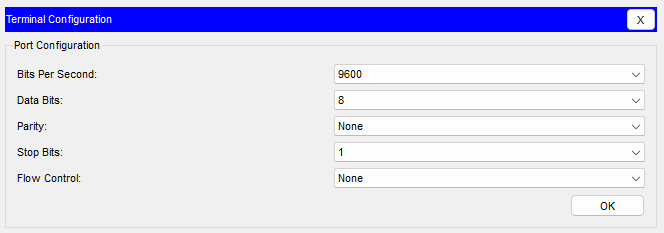 Terminal Configuration X
Port Configuration
Bits Per Second: 9600
Data Bits: 8
Parity: None
Stop Bits: 1
Flow Control: None
OK